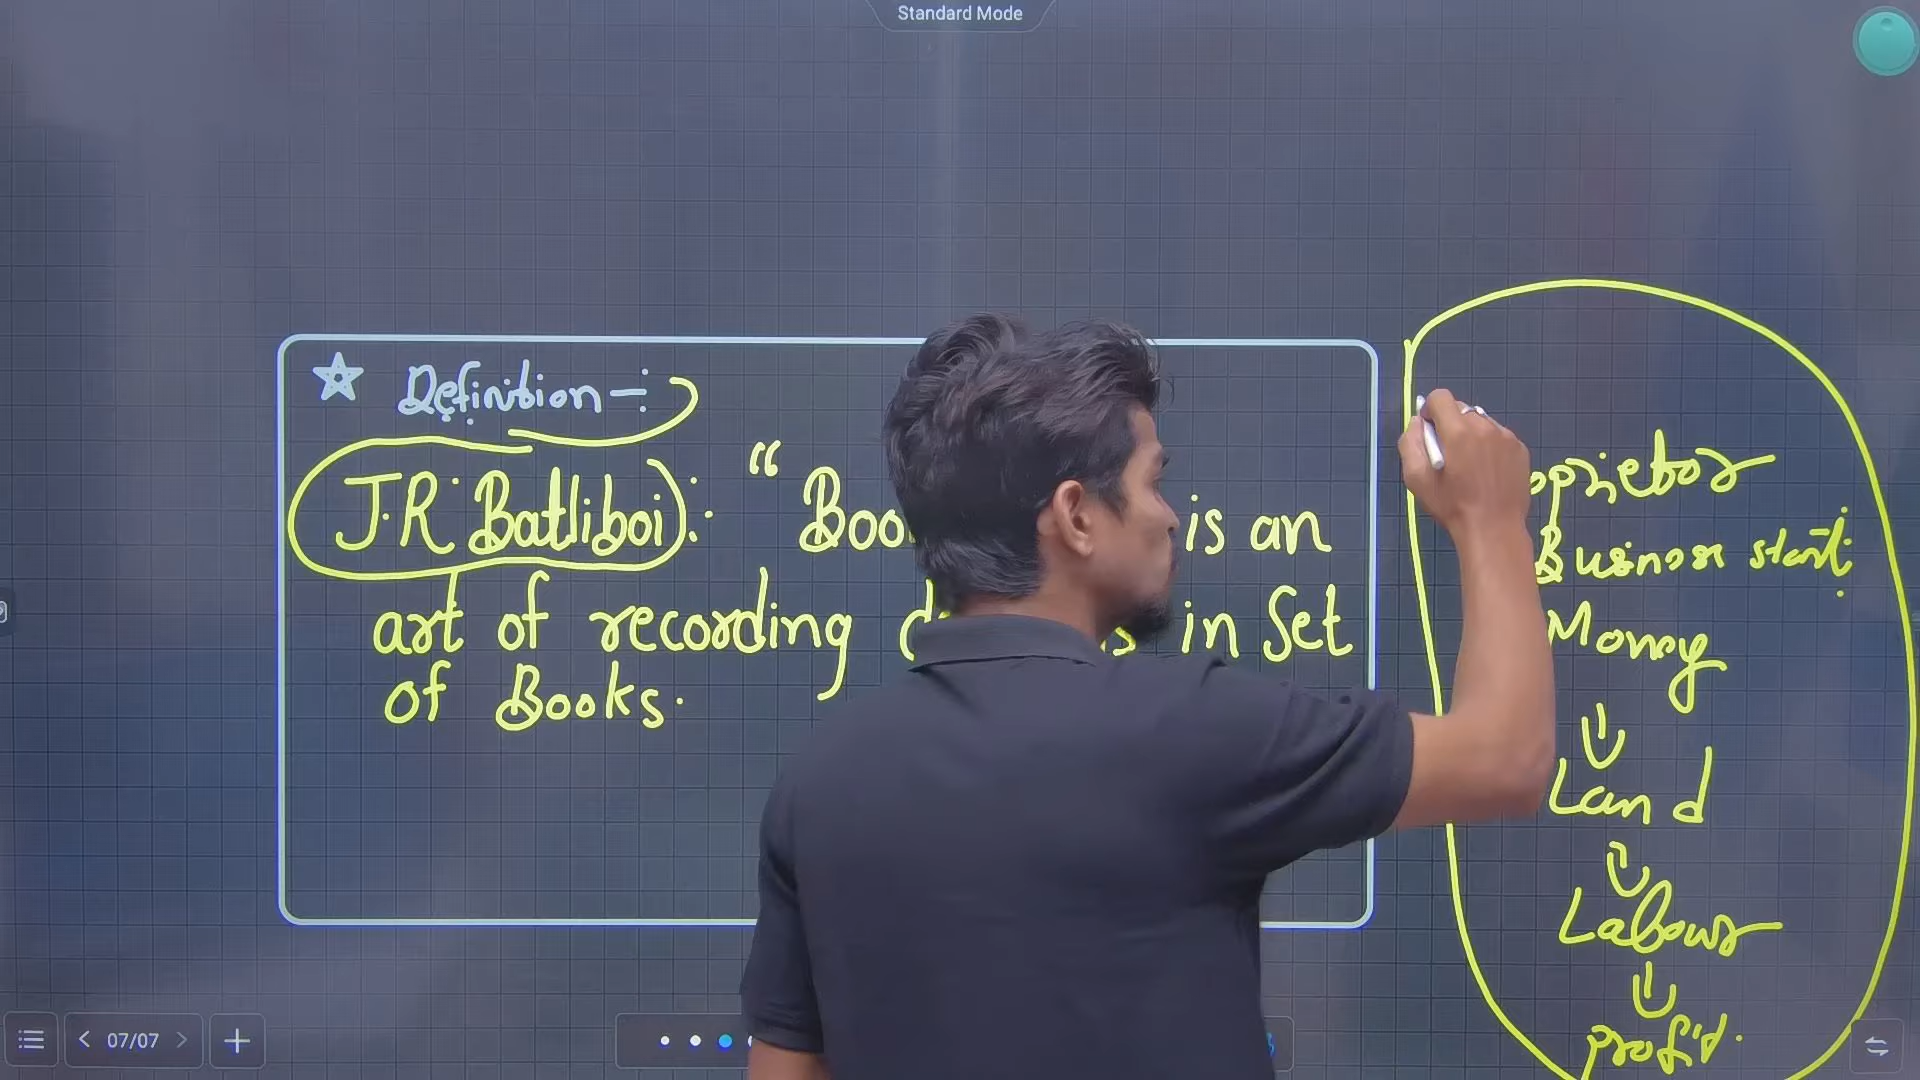 Standard Mode
Definition -:
J.R. Batliboi : " Boo is an
art of recording in Set
of Books.
oprietor
Business start
Money
Land
Labour
profit.
07/07